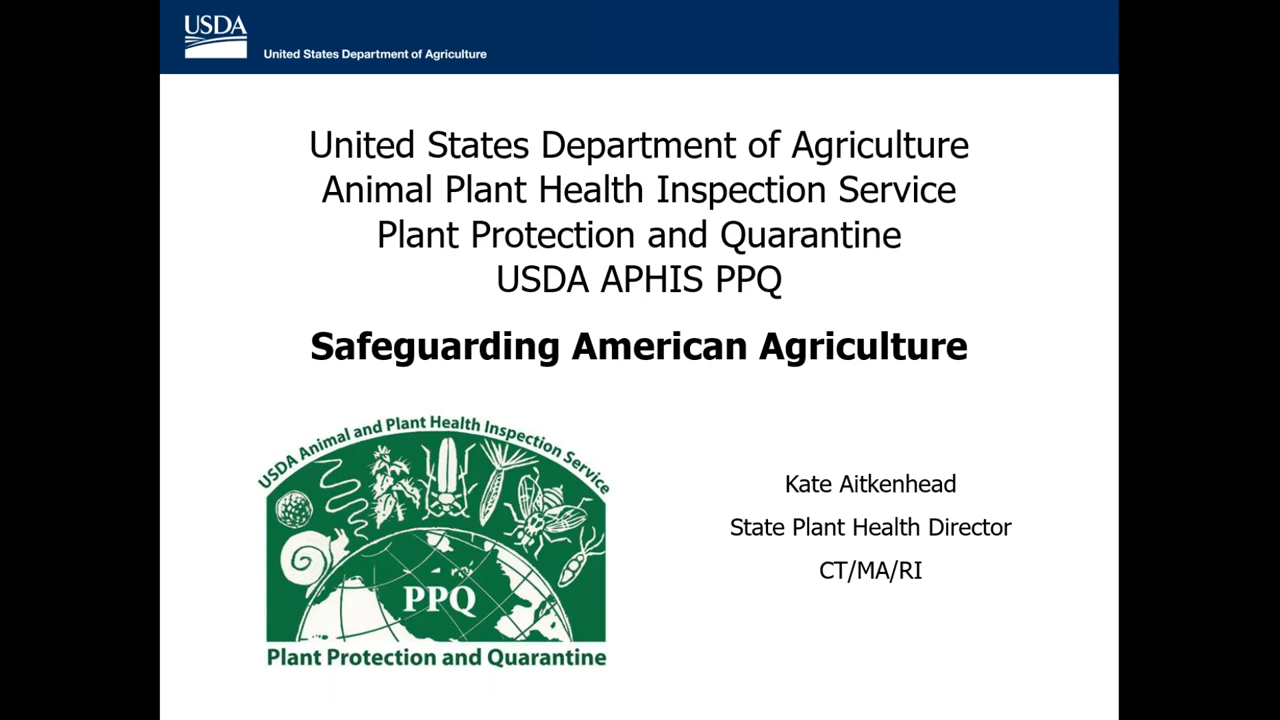 USDA
United States Department of Agriculture
United States Department of Agriculture
Animal Plant Health Inspection Service
Plant Protection and Quarantine
USDA APHIS PPQ
Safeguarding American Agriculture
USDA Animal and Plant Health Inspection Service
PPQ
Plant Protection and Quarantine
Kate Aitkenhead
State Plant Health Director
CT/MA/RI